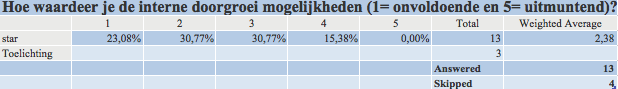 Hoe waardeer je de interne doorgroei mogelijkheden (1= onvoldoende en 5= uitmuntend)?
1 2 3 4 5 Total Weighted Average
star 23,08% 30,77% 30,77% 15,38% 0,00% 13 2,38
Toelichting 3
Answered 13
Skipped 4